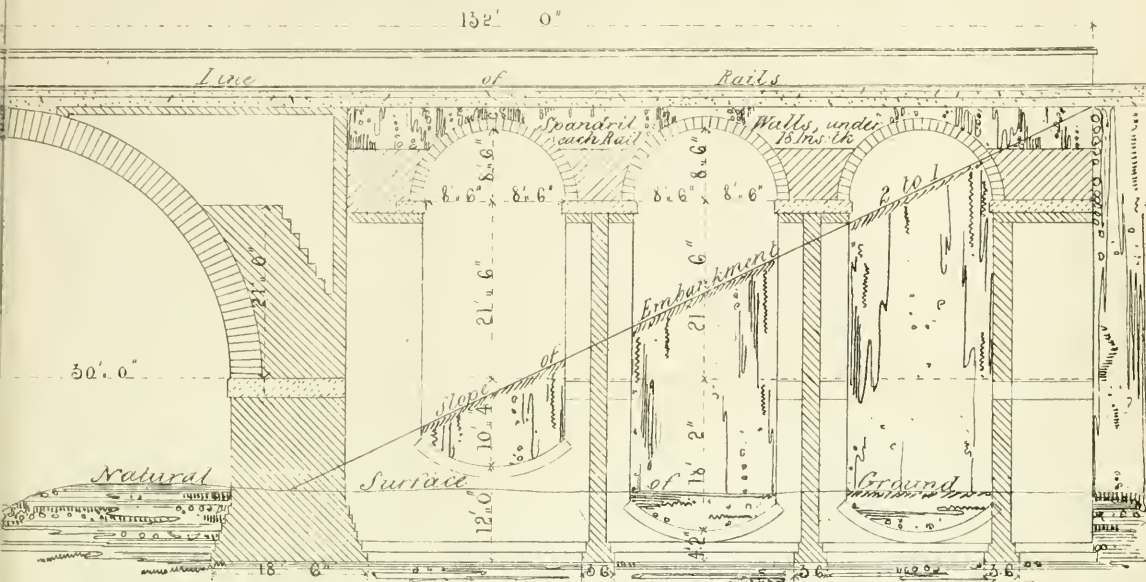 132' 0"
Line of Rails
Spandril Walls, under
each Rail 18 Ins. tk
8'. 6" 8'. 6"
8'. 6" 8'. 6" 8'. 6" 8'. 6"
2 to 1
21'. 0" 21'. 6" 21' 6"
Slope of Embankment
30'. 0"
10'. 4" 18'. 2"
Natural Surface of Ground
12'. 0" 4'. 2"
18' 6" 3 6 3 6 3.6